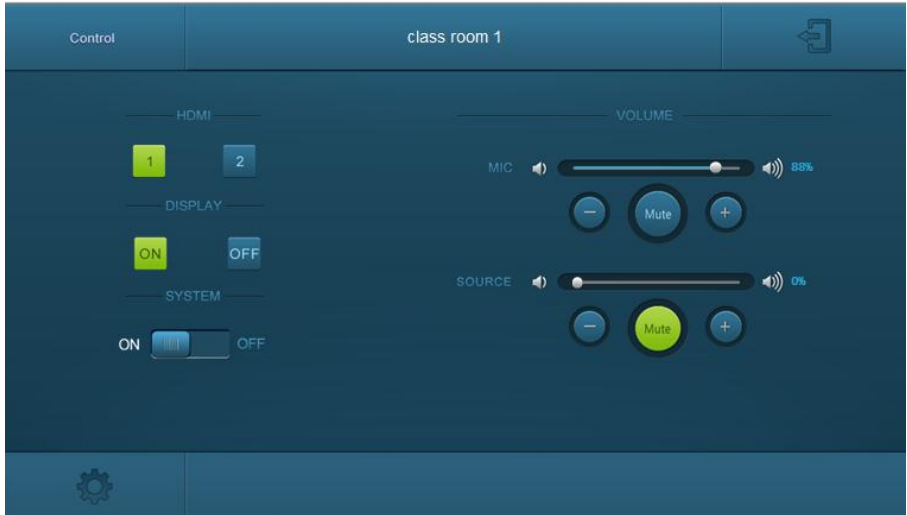 Control
class room 1
HDMI
1 2
DISPLAY
ON OFF
SYSTEM
ON OFF
VOLUME
MIC 88%
Mute
SOURCE 0%
Mute